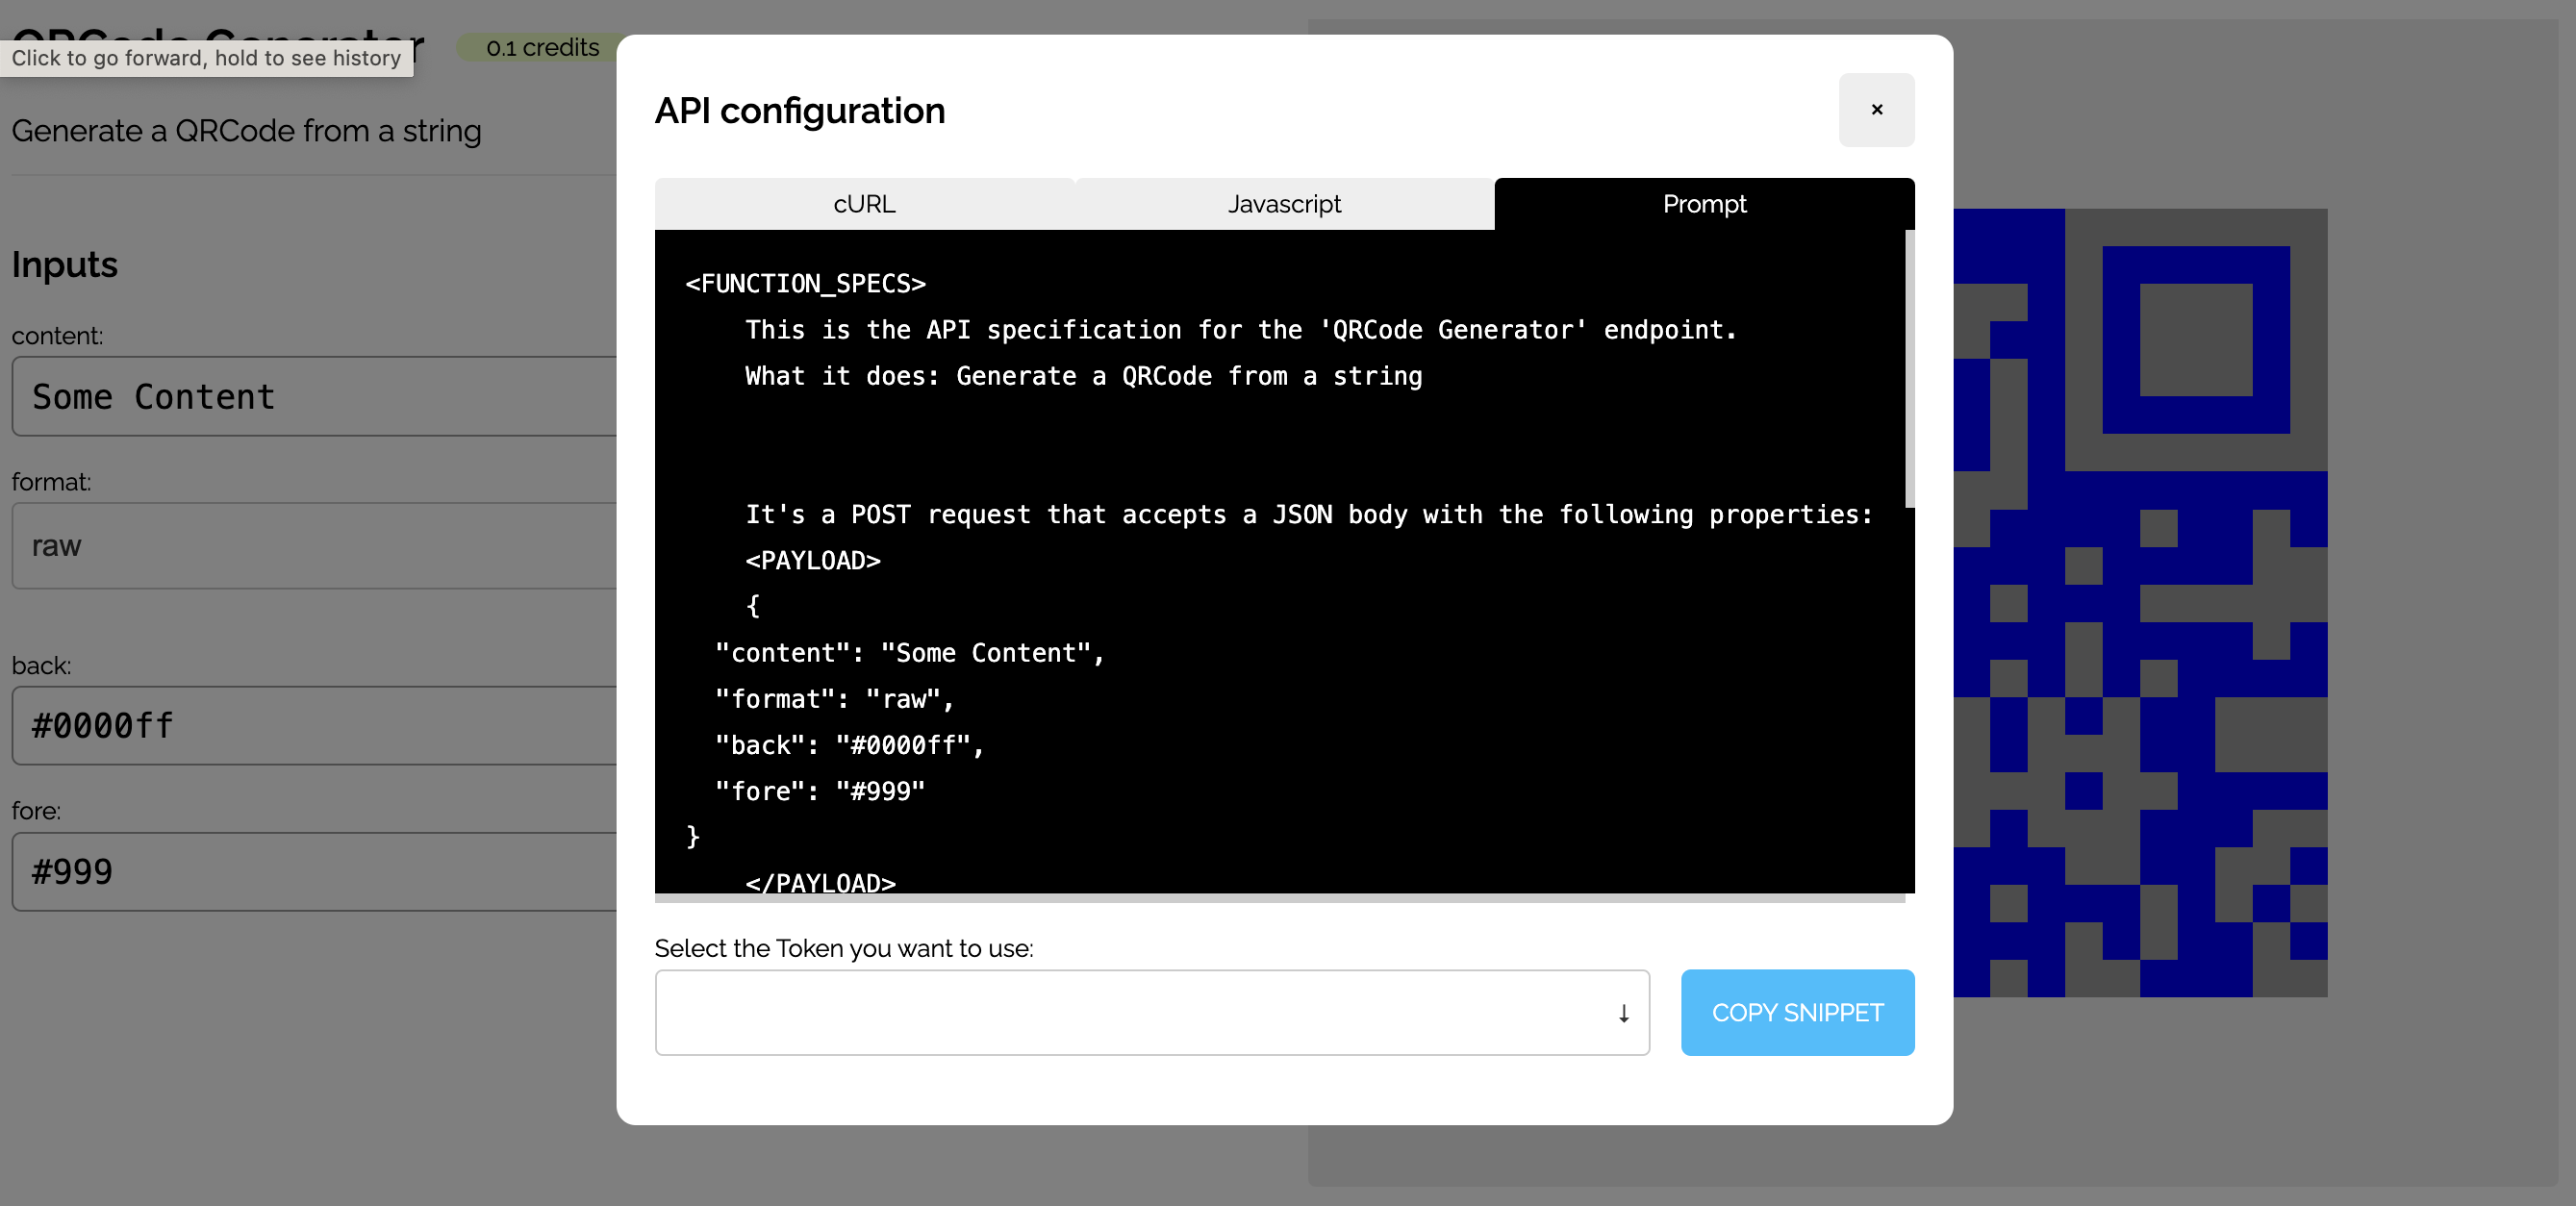 QRCode Generator
0.1 credits
Click to go forward, hold to see history
Generate a QRCode from a string
Inputs
content:
Some Content
format:
raw
back:
#0000ff
fore:
#999
API configuration
×
cURL
Javascript
Prompt
<FUNCTION_SPECS>
This is the API specification for the 'QRCode Generator' endpoint.
What it does: Generate a QRCode from a string
It's a POST request that accepts a JSON body with the following properties:
<PAYLOAD>
{
"content": "Some Content",
"format": "raw",
"back": "#0000ff",
"fore": "#999"
}
</PAYLOAD>
Select the Token you want to use:
↓
COPY SNIPPET